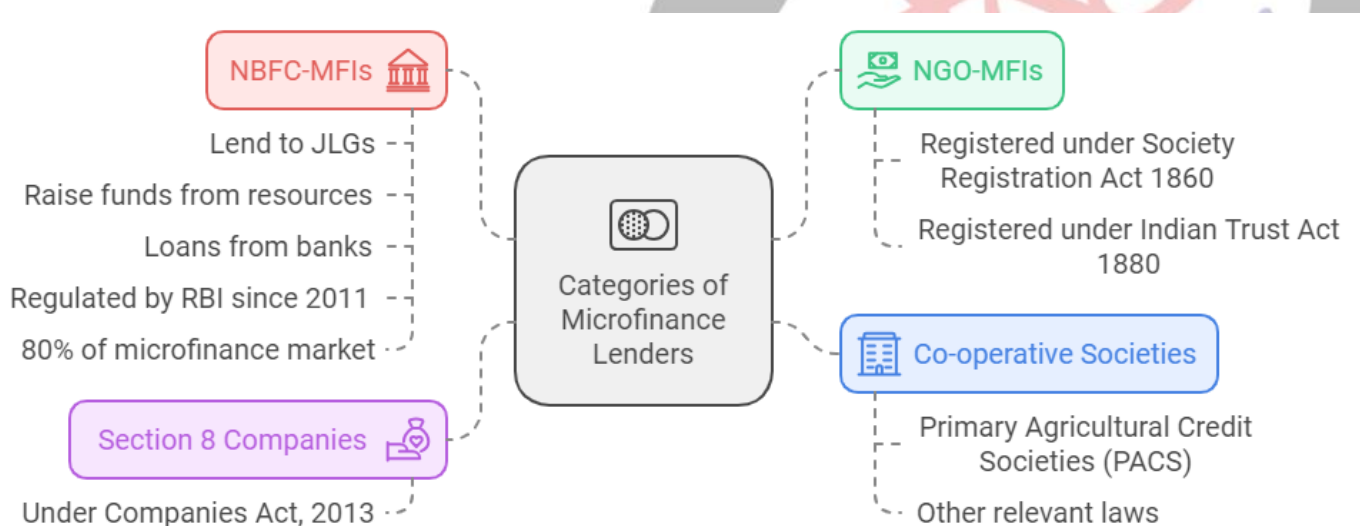 NBFC-MFIs
Lend to JLGs
Raise funds from resources
Loans from banks
Regulated by RBI since 2011
80% of microfinance market
Section 8 Companies
Under Companies Act, 2013
Categories of
Microfinance
Lenders
NGO-MFIs
Registered under Society
Registration Act 1860
Registered under Indian Trust Act
1880
Co-operative Societies
Primary Agricultural Credit
Societies (PACS)
Other relevant laws